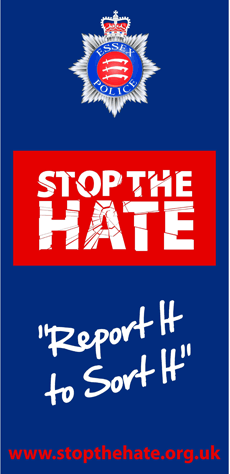 ESSEX
POLICE
STOP THE
HATE
"Report It
to Sort It"
www.stopthehate.org.uk